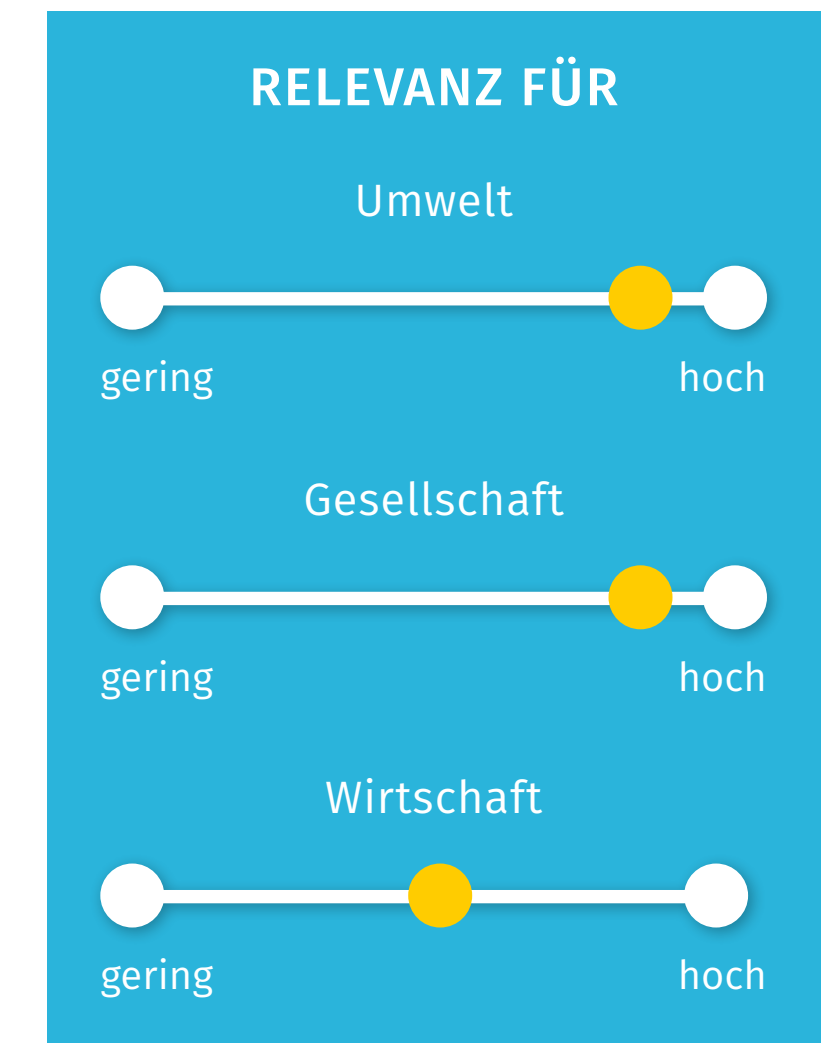 RELEVANZ FÜR
Umwelt
gering hoch
Gesellschaft
gering hoch
Wirtschaft
gering hoch